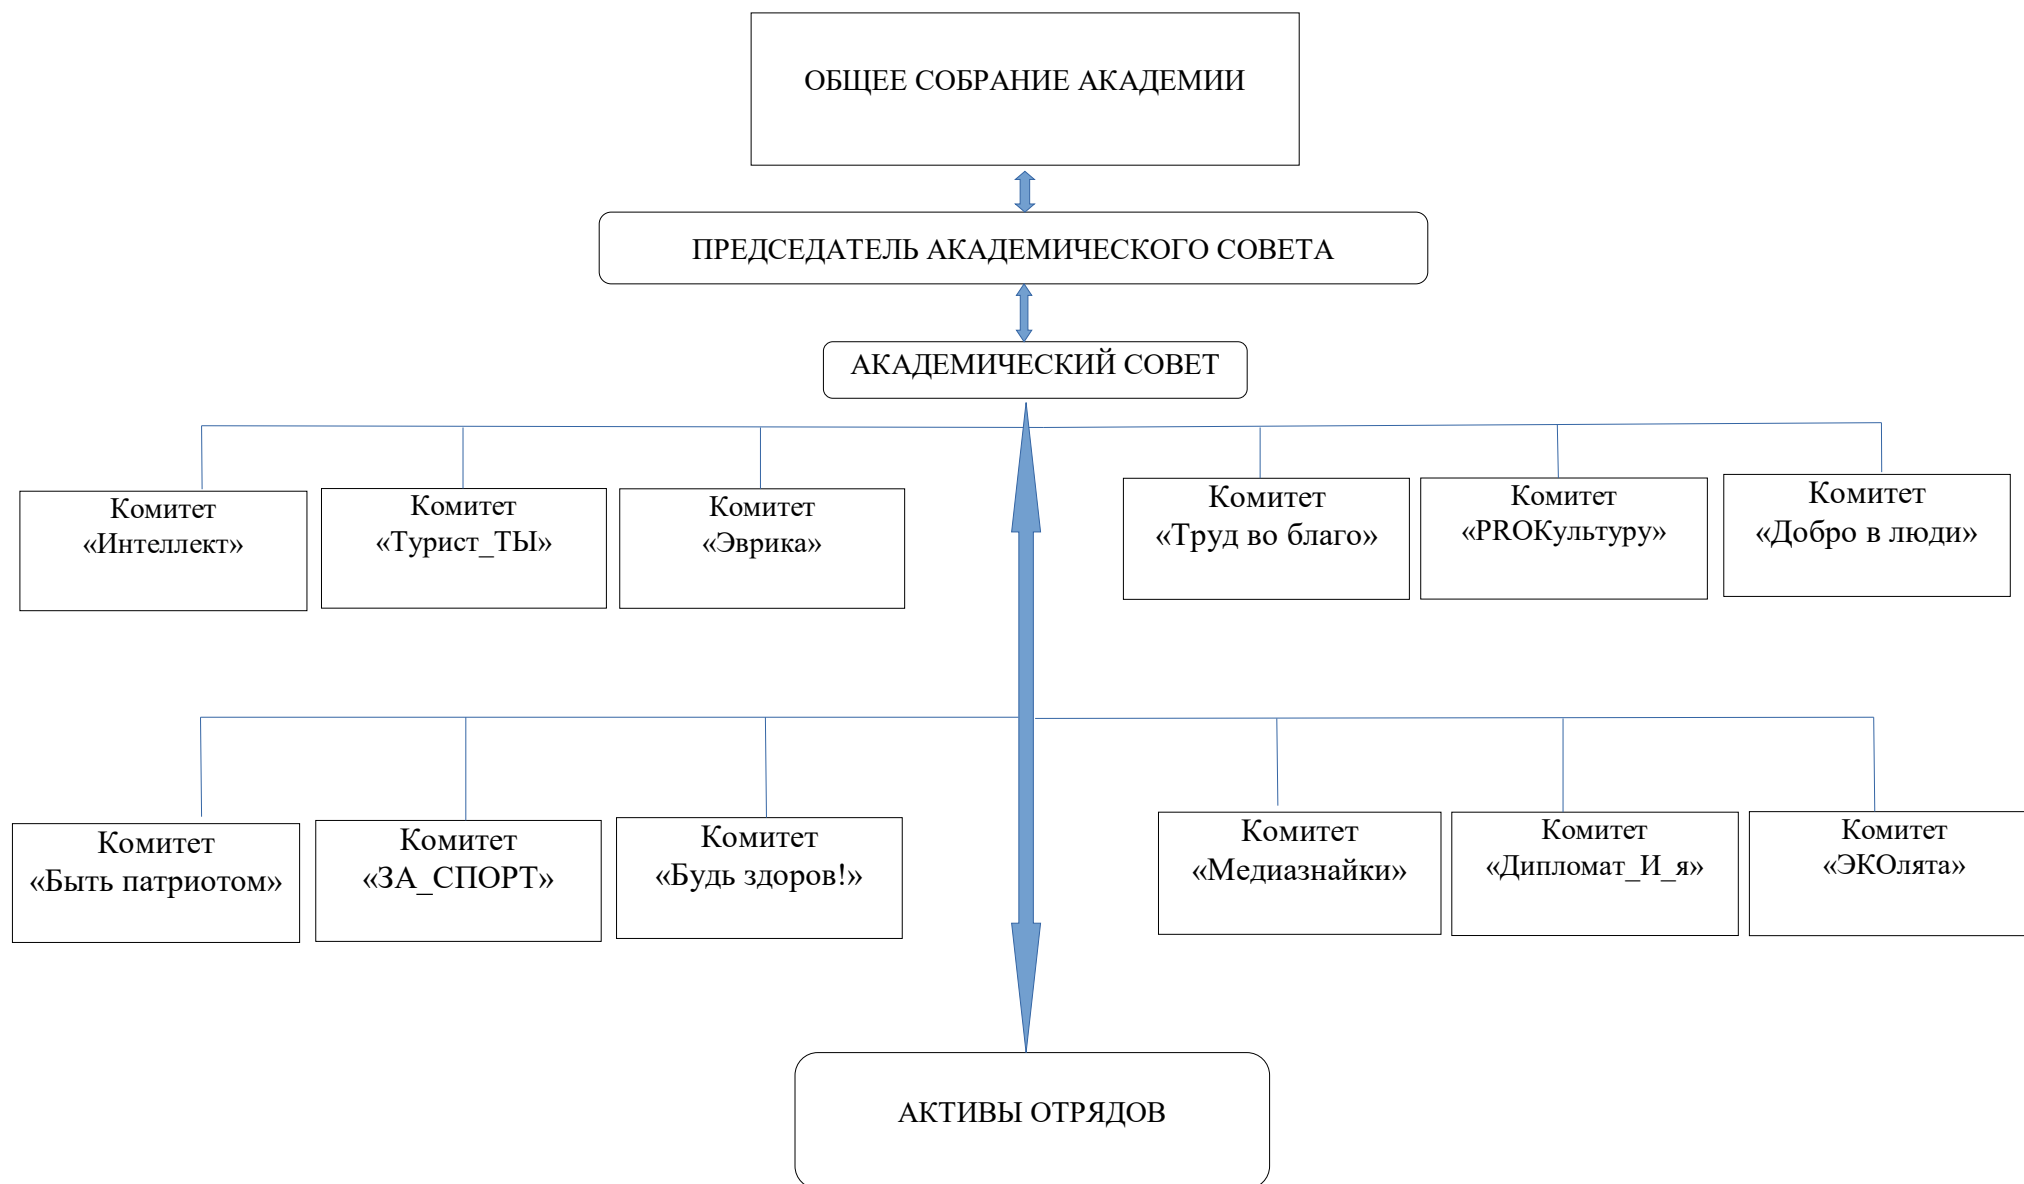 ОБЩЕЕ СОБРАНИЕ АКАДЕМИИ
ПРЕДСЕДАТЕЛЬ АКАДЕМИЧЕСКОГО СОВЕТА
АКАДЕМИЧЕСКИЙ СОВЕТ
Комитет
«Интеллект»
Комитет
«Турист_ТЫ»
Комитет
«Эврика»
Комитет
«Труд во благо»
Комитет
«PROКультуру»
Комитет
«Добро в люди»
Комитет
«Быть патриотом»
Комитет
«ЗА_СПОРТ»
Комитет
«Будь здоров!»
Комитет
«Медиазнайки»
Комитет
«Дипломат_И_я»
Комитет
«ЭКОлята»
АКТИВЫ ОТРЯДОВ